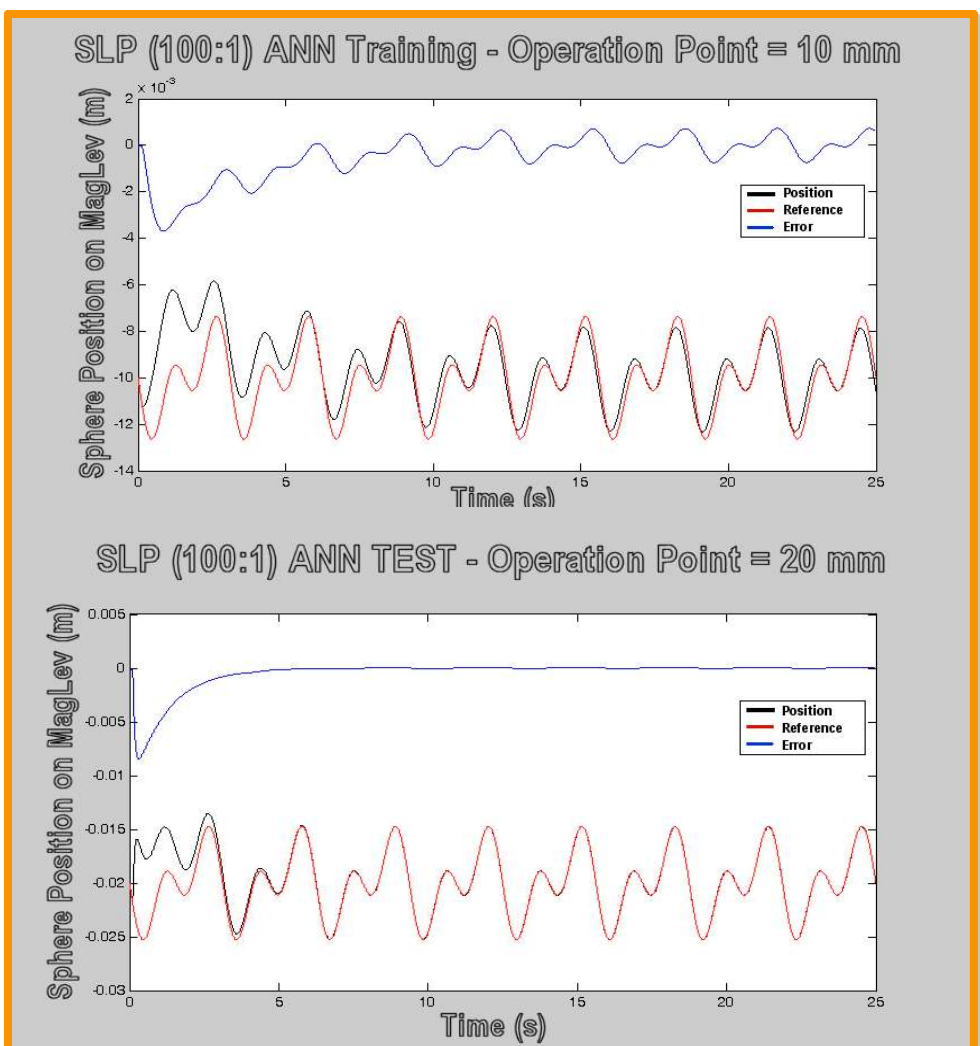 SLP (100:1) ANN Training - Operation Point = 10 mm
× 10⁻³
Sphere Position on MagLev (m)
2
0
-2
-4
-6
-8
-10
-12
-14
Position
Reference
Error
0 5 10 15 20 25
Time (s)
SLP (100:1) ANN TEST - Operation Point = 20 mm
Sphere Position on MagLev (m)
0.005
0
-0.005
-0.01
-0.015
-0.02
-0.025
-0.03
Position
Reference
Error
0 5 10 15 20 25
Time (s)